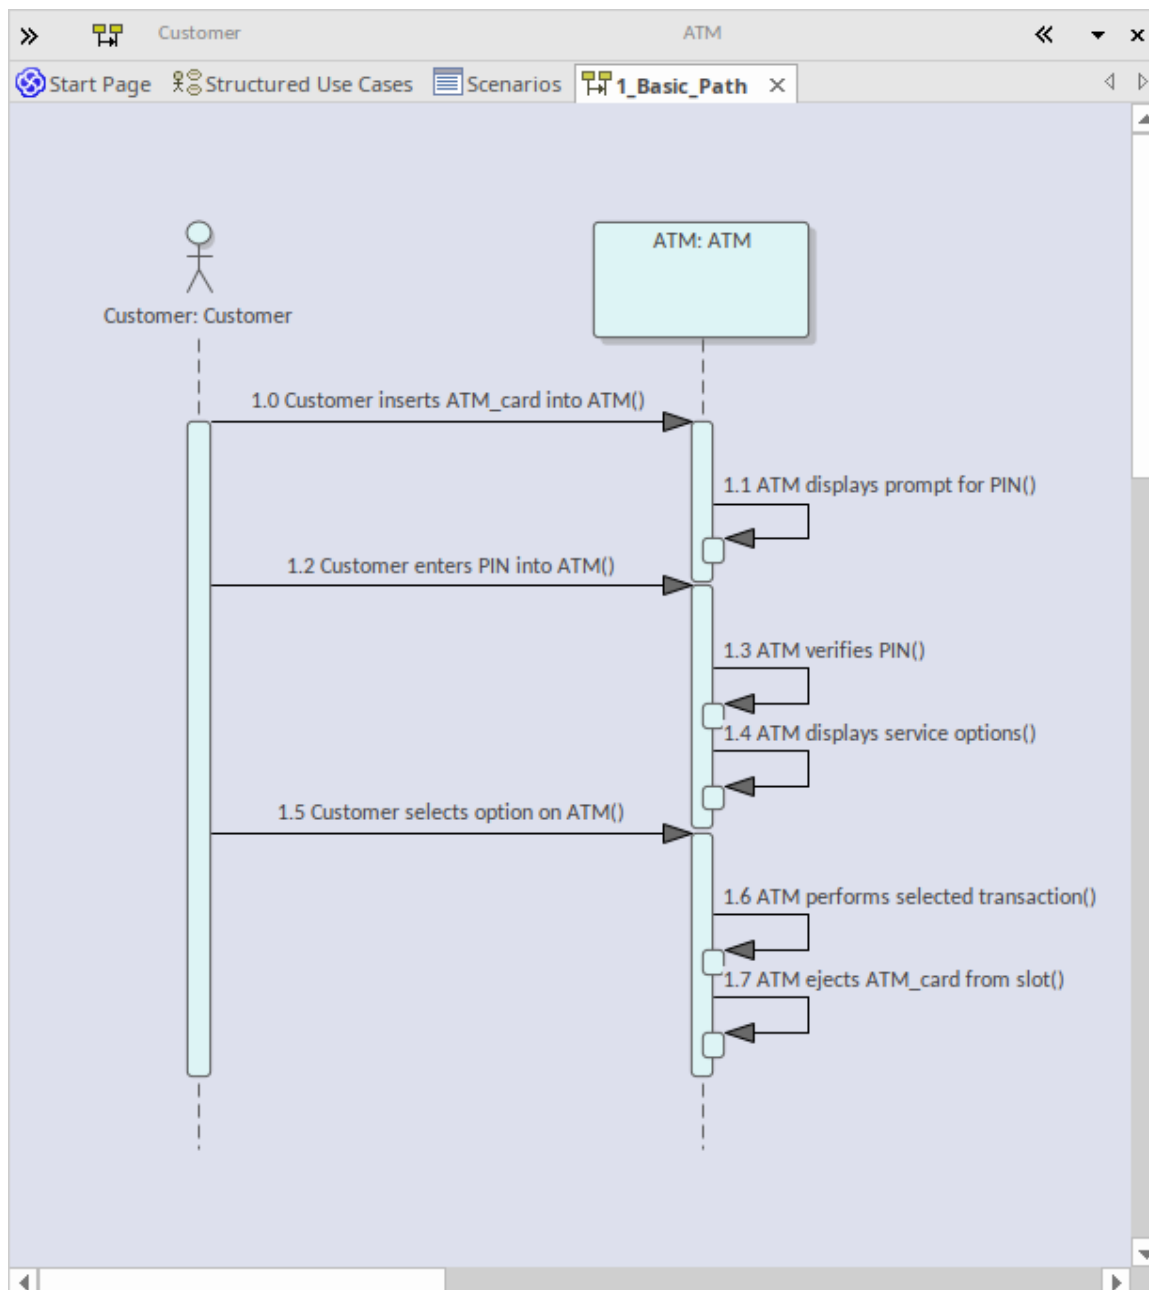 Customer ATM
Start Page Structured Use Cases Scenarios 1_Basic_Path
ATM: ATM
Customer: Customer
1.0 Customer inserts ATM_card into ATM()
1.1 ATM displays prompt for PIN()
1.2 Customer enters PIN into ATM()
1.3 ATM verifies PIN()
1.4 ATM displays service options()
1.5 Customer selects option on ATM()
1.6 ATM performs selected transaction()
1.7 ATM ejects ATM_card from slot()